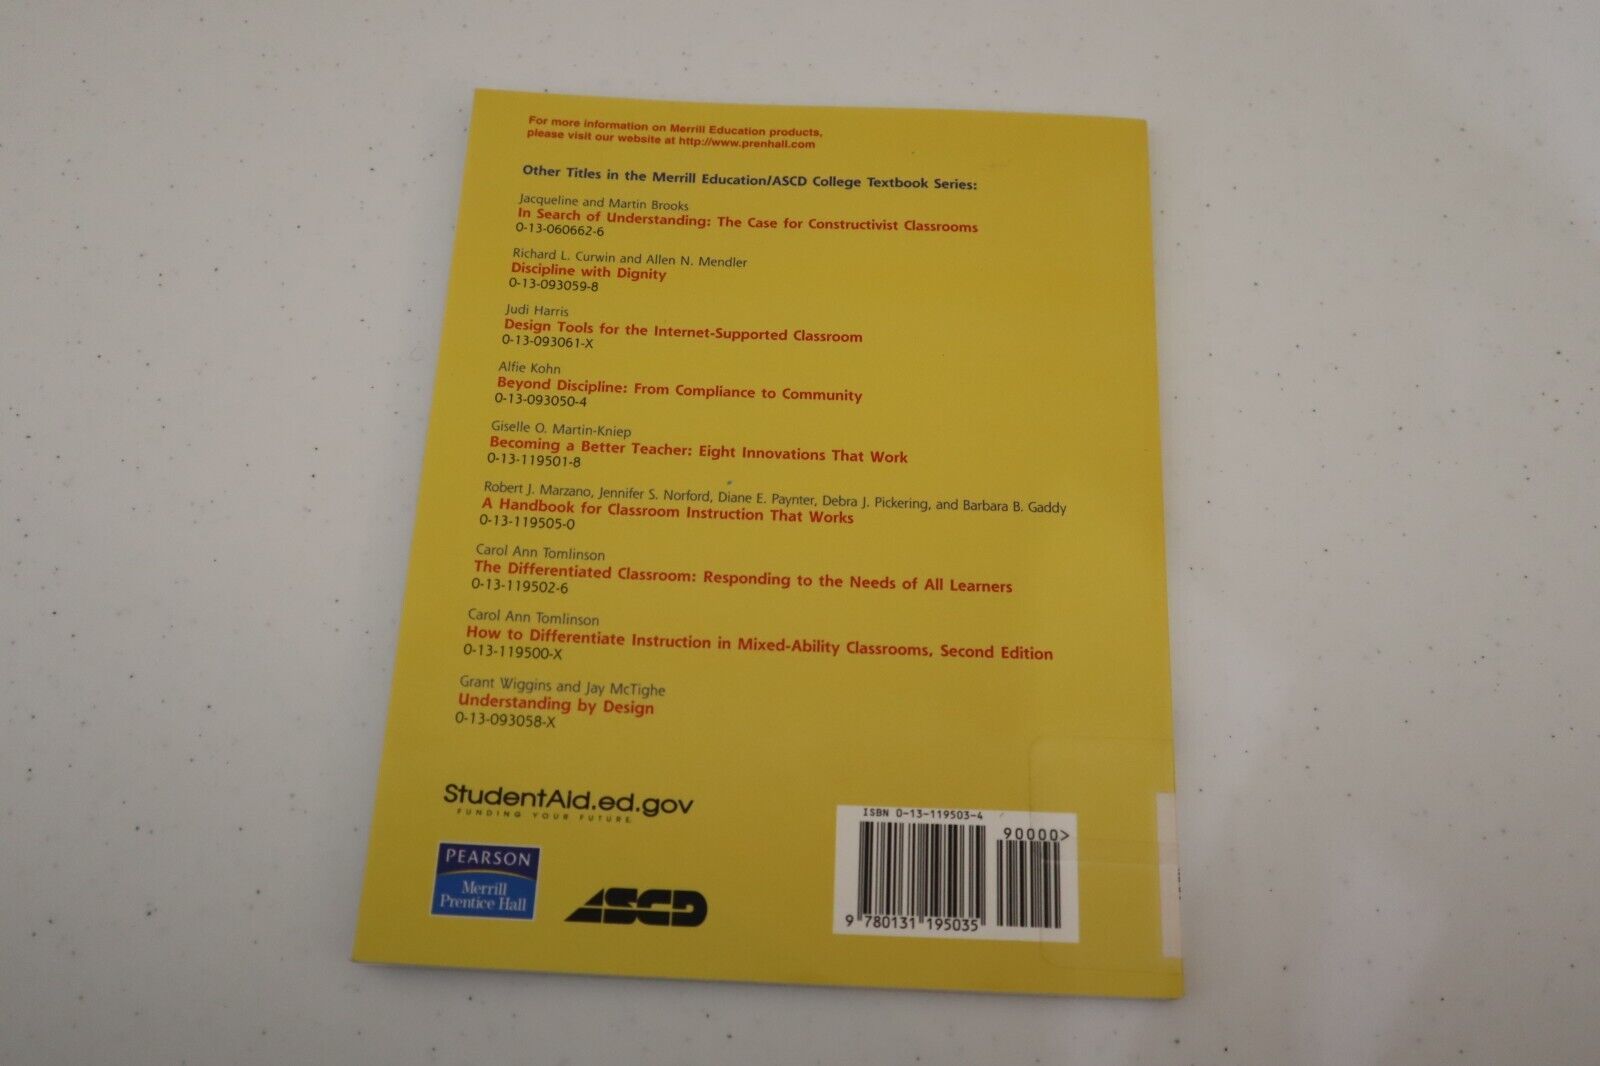 For more information on Merrill Education products,
please visit our website at http://www.prenhall.com
Other Titles in the Merrill Education/ASCD College Textbook Series:
Jacqueline and Martin Brooks
In Search of Understanding: The Case for Constructivist Classrooms
0-13-060662-6
Richard L. Curwin and Allen N. Mendler
Discipline with Dignity
0-13-093059-8
Judi Harris
Design Tools for the Internet-Supported Classroom
0-13-093061-X
Alfie Kohn
Beyond Discipline: From Compliance to Community
0-13-093050-4
Giselle O. Martin-Kniep
Becoming a Better Teacher: Eight Innovations That Work
0-13-119501-8
Robert J. Marzano, Jennifer S. Norford, Diane E. Paynter, Debra J. Pickering, and Barbara B. Gaddy
A Handbook for Classroom Instruction That Works
0-13-119505-0
Carol Ann Tomlinson
The Differentiated Classroom: Responding to the Needs of All Learners
0-13-119502-6
Carol Ann Tomlinson
How to Differentiate Instruction in Mixed-Ability Classrooms, Second Edition
0-13-119500-X
Grant Wiggins and Jay McTighe
Understanding by Design
0-13-093058-X
StudentAid.ed.gov
FUNDING YOUR FUTURE.
PEARSON
Merrill
Prentice Hall
ASCD
ISBN 0-13-119503-4
90000>
9 780131 195035